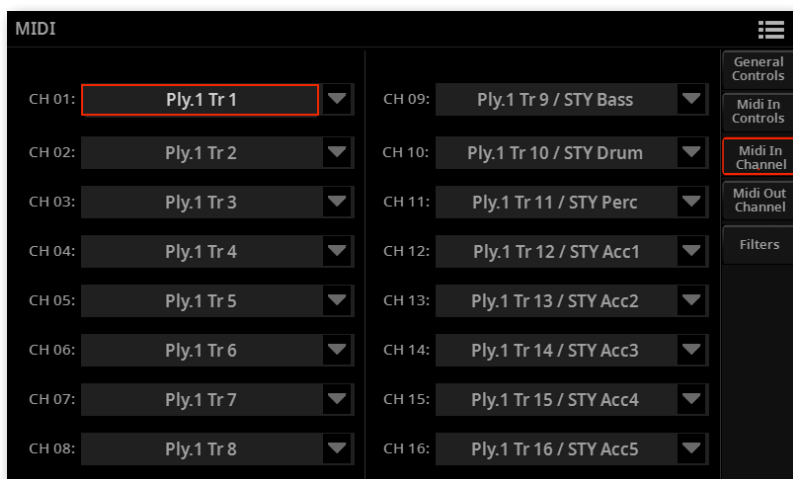 MIDI
CH 01: Ply.1 Tr 1
CH 02: Ply.1 Tr 2
CH 03: Ply.1 Tr 3
CH 04: Ply.1 Tr 4
CH 05: Ply.1 Tr 5
CH 06: Ply.1 Tr 6
CH 07: Ply.1 Tr 7
CH 08: Ply.1 Tr 8
CH 09: Ply.1 Tr 9 / STY Bass
CH 10: Ply.1 Tr 10 / STY Drum
CH 11: Ply.1 Tr 11 / STY Perc
CH 12: Ply.1 Tr 12 / STY Acc1
CH 13: Ply.1 Tr 13 / STY Acc2
CH 14: Ply.1 Tr 14 / STY Acc3
CH 15: Ply.1 Tr 15 / STY Acc4
CH 16: Ply.1 Tr 16 / STY Acc5
General
Controls
Midi In
Controls
Midi In
Channel
Midi Out
Channel
Filters